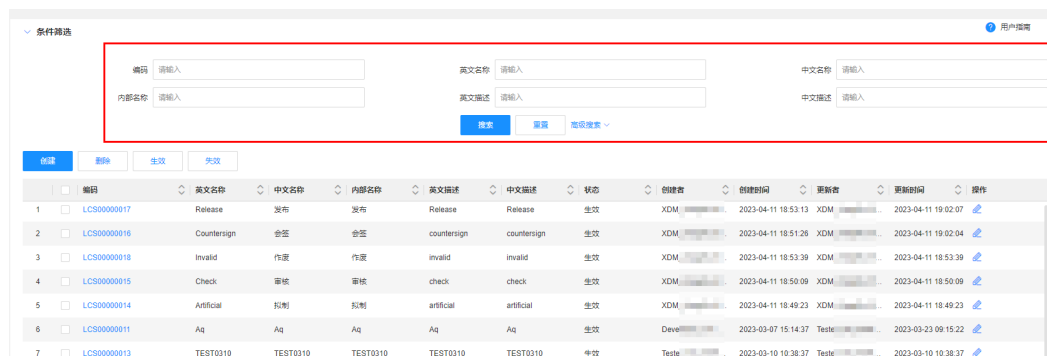 用户指南
条件筛选
编码 请输入 英文名称 请输入 中文名称 请输入
内部名称 请输入 英文描述 请输入 中文描述 请输入
搜索 重置 高级搜索
创建 删除 生效 失效
编码 英文名称 中文名称 内部名称 英文描述 中文描述 状态 创建者 创建时间 更新者 更新时间 操作
1 LCS00000017 Release 发布 发布 Release Release 生效 XDM 2023-04-11 18:53:13 XDM 2023-04-11 19:02:07
2 LCS00000016 Countersign 会签 会签 countersign countersign 生效 XDM 2023-04-11 18:51:26 XDM 2023-04-11 19:02:04
3 LCS00000018 Invalid 作废 作废 invalid invalid 生效 XDM 2023-04-11 18:53:39 XDM 2023-04-11 18:53:39
4 LCS00000015 Check 审核 审核 check check 生效 XDM 2023-04-11 18:50:09 XDM 2023-04-11 18:50:09
5 LCS00000014 Artificial 拟制 拟制 artificial artificial 生效 XDM 2023-04-11 18:49:23 XDM 2023-04-11 18:49:23
6 LCS00000011 Aq Aq Aq Aq Aq 生效 Deve 2023-03-07 15:14:37 Teste 2023-03-23 09:15:22
7 LCS00000013 TEST0310 TEST0310 TEST0310 TEST0310 TEST0310 生效 Teste 2023-03-10 10:38:37 Teste 2023-03-10 10:38:37